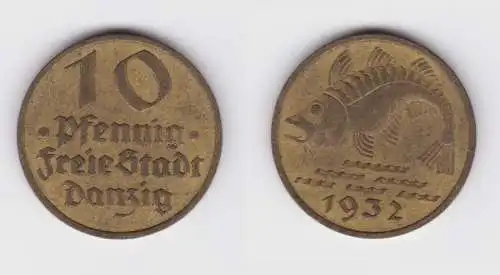 10
· Pfennig ·
Freie Stadt
Danzig
1932